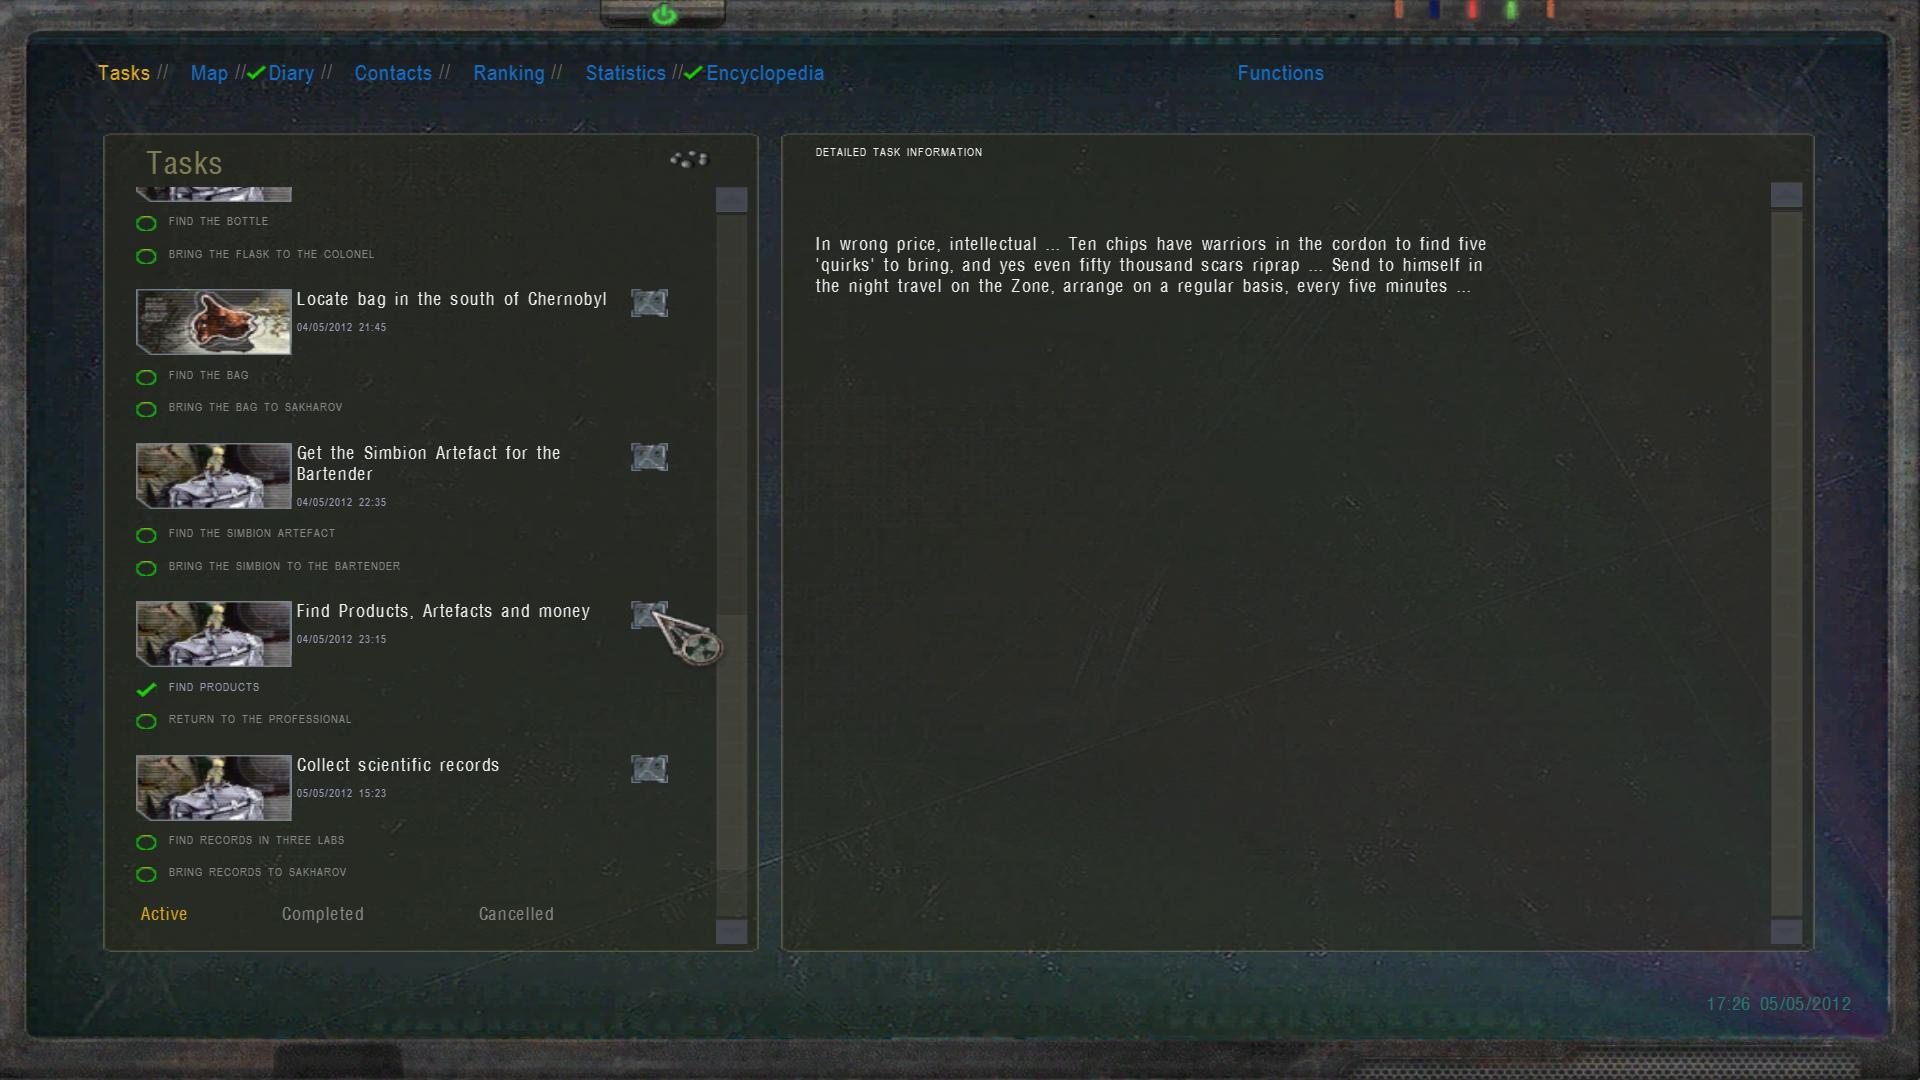 Tasks // Map // Diary // Contacts // Ranking // Statistics // Encyclopedia Functions
Tasks
FIND THE BOTTLE
BRING THE FLASK TO THE COLONEL
Locate bag in the south of Chernobyl
04/05/2012 21:45
FIND THE BAG
BRING THE BAG TO SAKHAROV
Get the Simbion Artefact for the
Bartender
04/05/2012 22:35
FIND THE SIMBION ARTEFACT
BRING THE SIMBION TO THE BARTENDER
Find Products, Artefacts and money
04/05/2012 23:15
FIND PRODUCTS
RETURN TO THE PROFESSIONAL
Collect scientific records
05/05/2012 15:23
FIND RECORDS IN THREE LABS
BRING RECORDS TO SAKHAROV
Active Completed Cancelled
DETAILED TASK INFORMATION
In wrong price, intellectual ... Ten chips have warriors in the cordon to find five
'quirks' to bring, and yes even fifty thousand scars riprap ... Send to himself in
the night travel on the Zone, arrange on a regular basis, every five minutes ...
17:26 05/05/2012